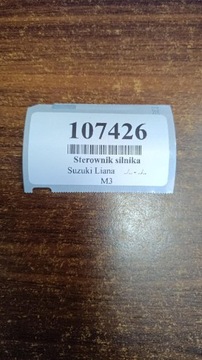 107426
Sterownik silnika
Suzuki Liana
M3